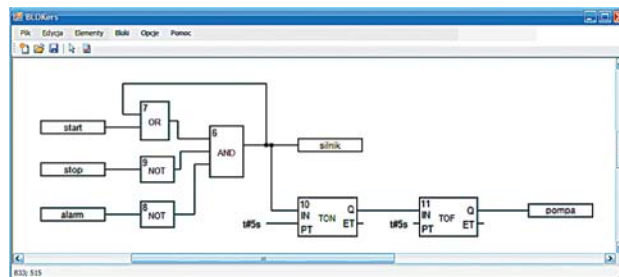 BLOKers
Plik Edycja Elementy Bloki Opcje Pomoc
7
OR
start
6
AND
silnik
9
NOT
stop
8
NOT
alarm
10
IN Q
TON
PT ET
t#5s
11
IN Q
TOF
PT ET
t#5s
pompa
833; 515